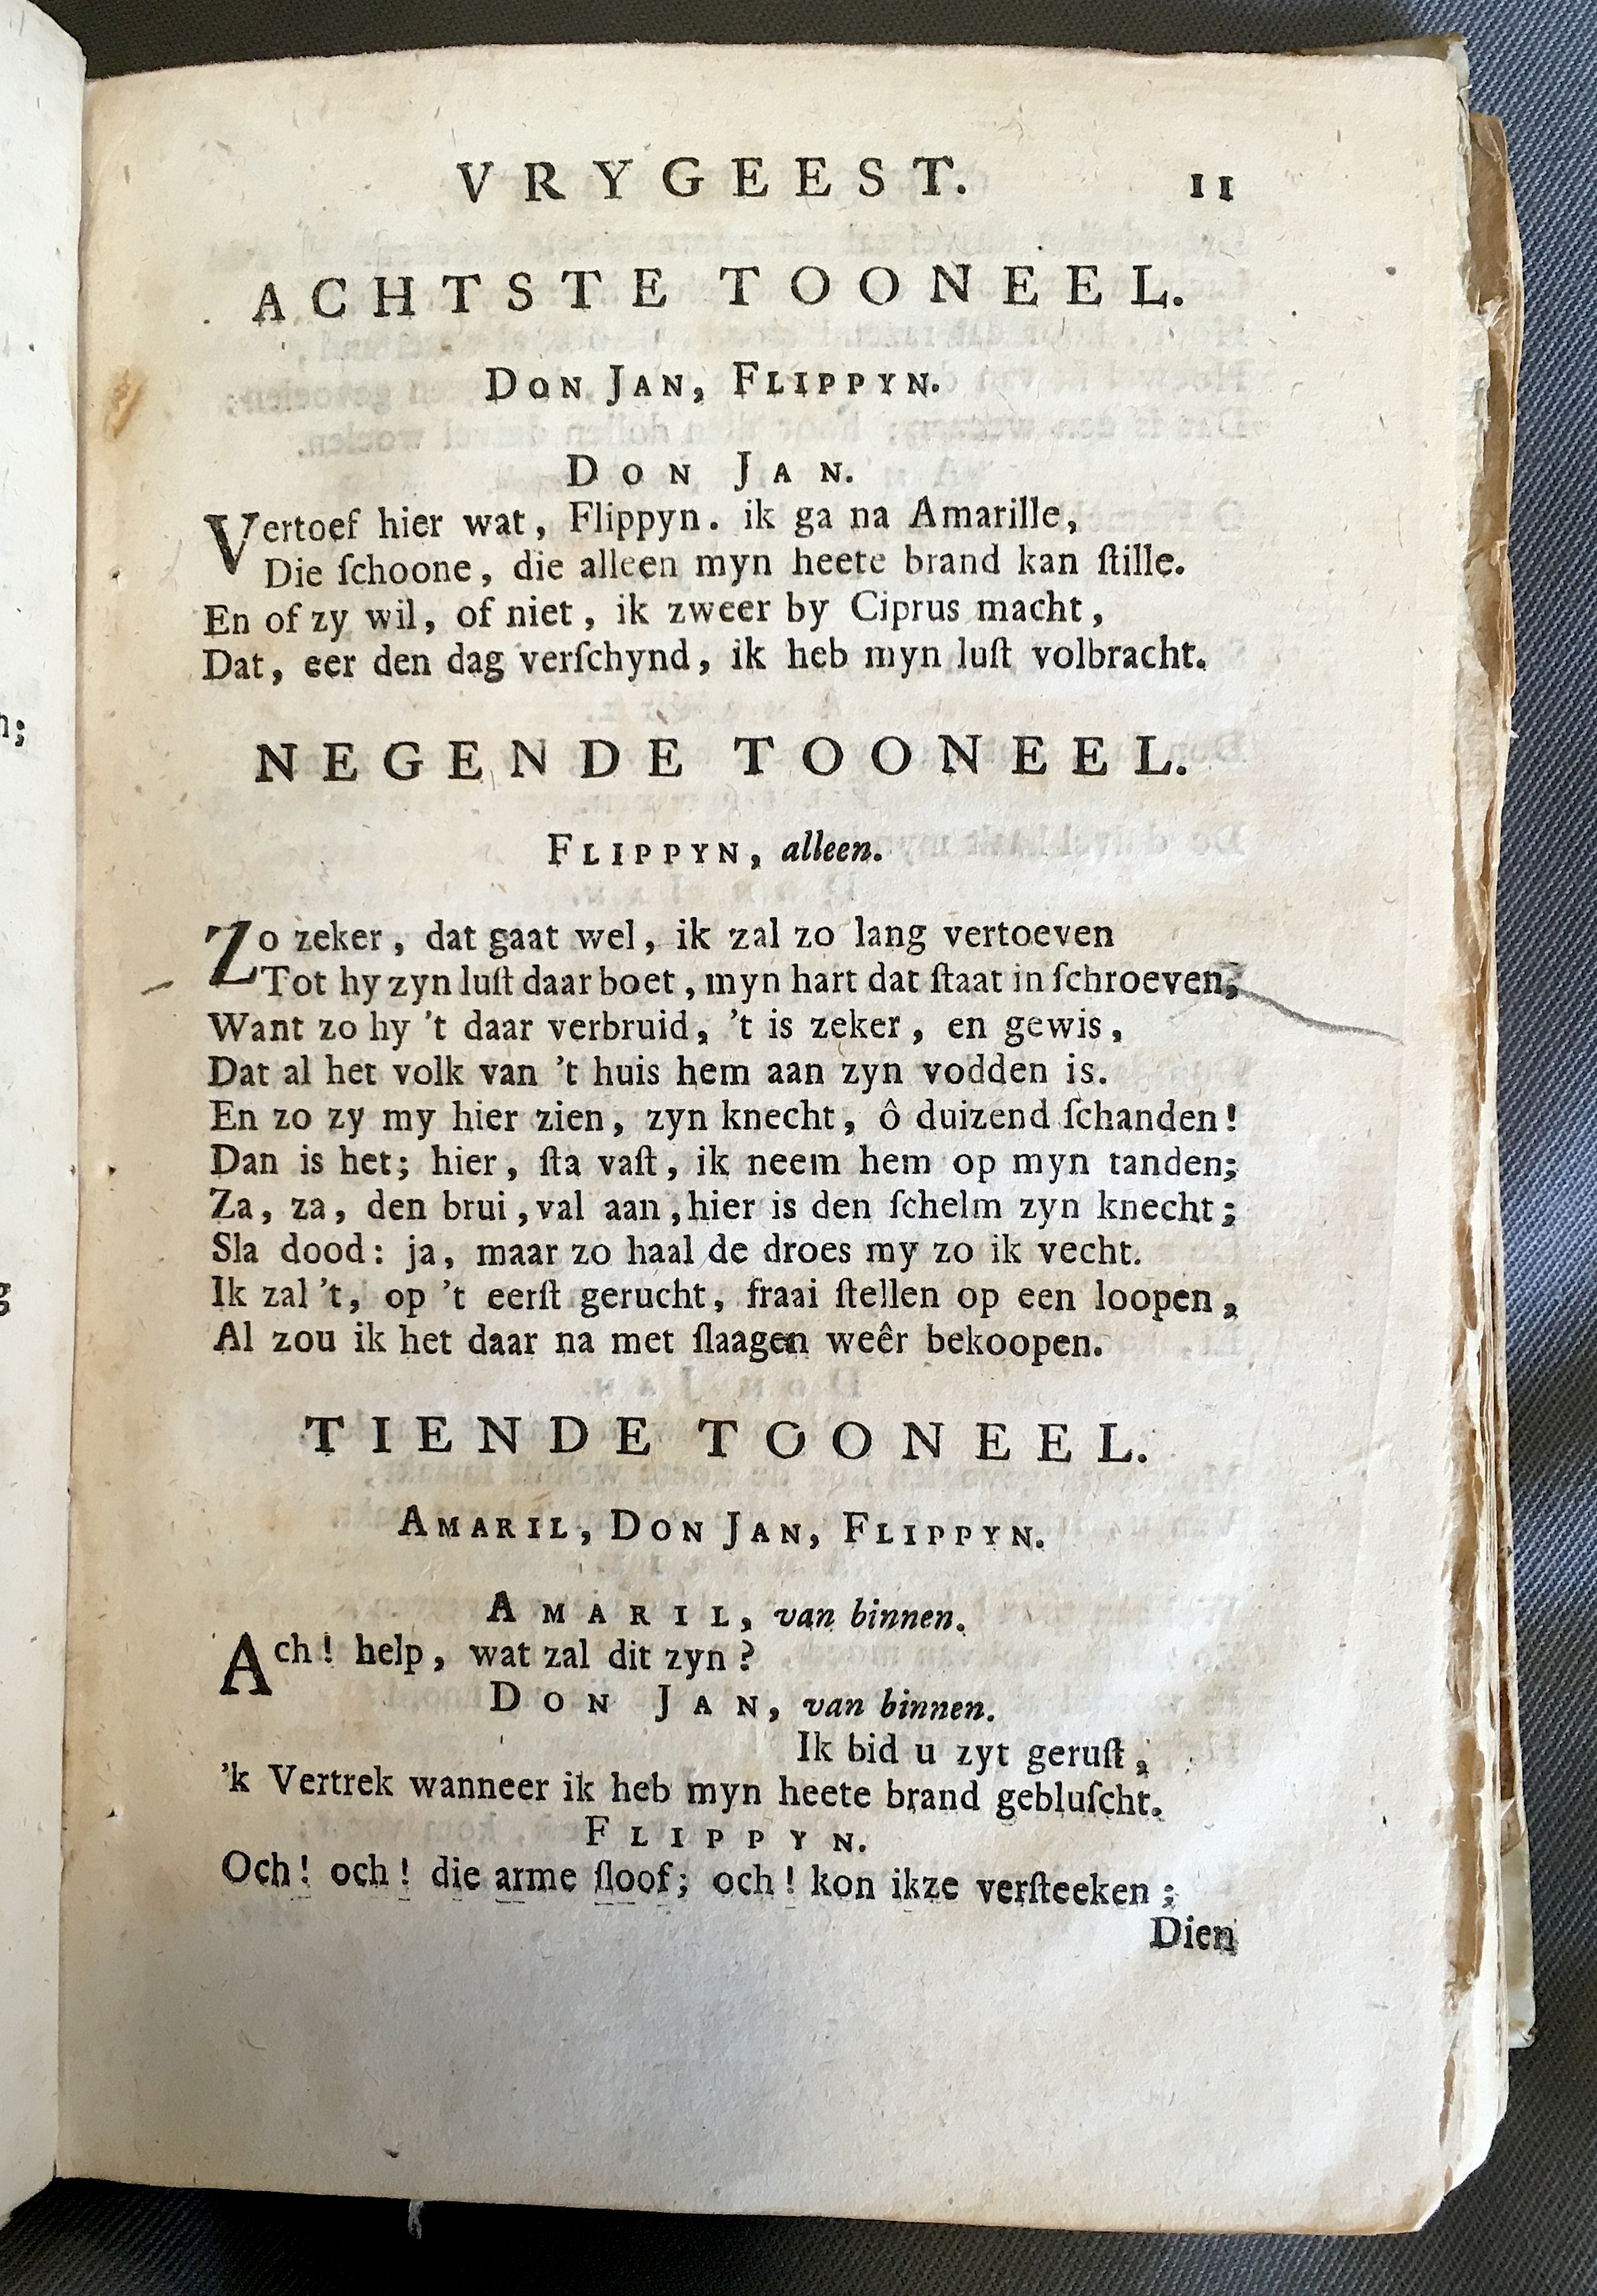 VRYGEEST. 11
ACHTSTE TOONEEL.
DON JAN, FLIPPYN.
DON JAN.
Vertoef hier wat, Flippyn. ik ga na Amarille,
Die ſchoone, die alleen myn heete brand kan ſtille.
En of zy wil, of niet, ik zweer by Ciprus macht,
Dat, eer den dag verſchynd, ik heb myn luſt volbracht.
NEGENDE TOONEEL.
FLIPPYN, alleen.
Zo zeker, dat gaat wel, ik zal zo lang vertoeven
Tot hy zyn luſt daar boet, myn hart dat ſtaat in ſchroeven;
Want zo hy 't daar verbruid, 't is zeker, en gewis,
Dat al het volk van 't huis hem aan zyn vodden is.
En zo zy my hier zien, zyn knecht, ô duizend ſchanden!
Dan is het; hier, ſta vaſt, ik neem hem op myn tanden;
Za, za, den brui, val aan, hier is den ſchelm zyn knecht;
Sla dood: ja, maar zo haal de droes my zo ik vecht.
Ik zal 't, op 't eerſt gerucht, fraai ſtellen op een loopen,
Al zou ik het daar na met ſlaagen weêr bekoopen.
TIENDE TOONEEL.
AMARIL, DON JAN, FLIPPYN.
AMARIL, van binnen.
Ach! help, wat zal dit zyn?
DON JAN, van binnen.
Ik bid u zyt geruſt,
'k Vertrek wanneer ik heb myn heete brand gebluſcht.
FLIPPYN.
Och! och! die arme ſloof; och! kon ikze verſteeken;
Dien
h;
g